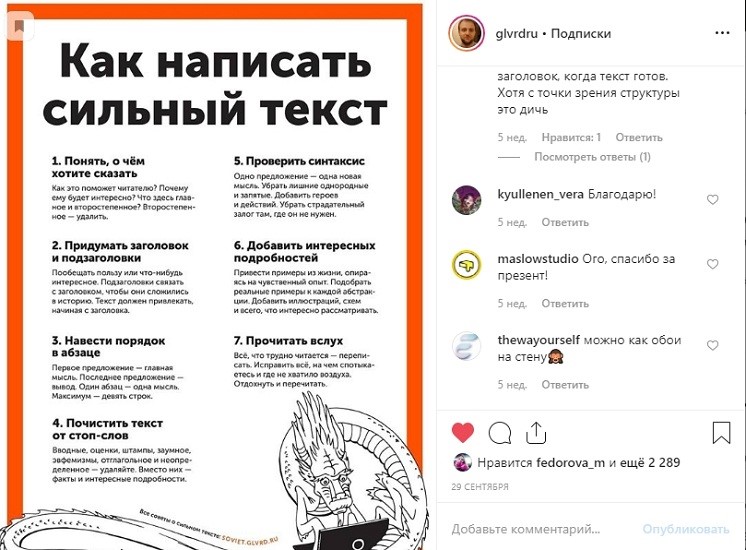 Как написать
сильный текст
1. Понять, о чём
хотите сказать
Как это поможет читателю? Почему
ему будет интересно? Что здесь глав-
ное и второстепенное? Второстепен-
ное — удалить.
2. Придумать заголовок
и подзаголовки
Пообещать пользу или что-нибудь
интересное. Подзаголовки связать
с заголовком, чтобы они сложились
в историю. Текст должен привлекать,
начиная с заголовка.
3. Навести порядок
в абзаце
Первое предложение — главная
мысль. Последнее предложение —
вывод. Один абзац — одна мысль.
Максимум — девять строк.
4. Почистить текст
от стоп-слов
Вводные, оценки, штампы, заумное,
эвфемизмы, отглагольное и неопре-
деленное — удаляйте. Вместо них —
факты и интересные подробности.
5. Проверить синтаксис
Одно предложение — одна новая
мысль. Убрать лишние однородные
и запятые. Добавить героев
и действий. Убрать страдательный
залог там, где он не нужен.
6. Добавить интересных
подробностей
Привести примеры из жизни, опира-
ясь на чувственный опыт. Подобрать
реальные примеры к каждой абстрак-
ции. Добавить иллюстраций, схем
и всего, что интересно рассматривать.
7. Прочитать вслух
Всё, что трудно читается — перепи-
сать. Исправить всё, на чем спотыка-
етесь и где не хватило воздуха.
Отдохнуть и перечитать.
Все советы о сильном тексте: SOVIET.GLVRD.RU
glvrdru • Подписки
заголовок, когда текст готов.
Хотя с точки зрения структуры
это дичь
5 нед. Нравится: 1 Ответить
Посмотреть ответы (1)
kyullenen_vera Благодарю!
5 нед. Ответить
maslowstudio Ого, спасибо за
презент!
5 нед. Ответить
thewayourself можно как обои
на стену
5 нед. Ответить
Нравится fedorova_m и ещё 2 289
29 СЕНТЯБРЯ
Добавьте комментарий... Опубликовать